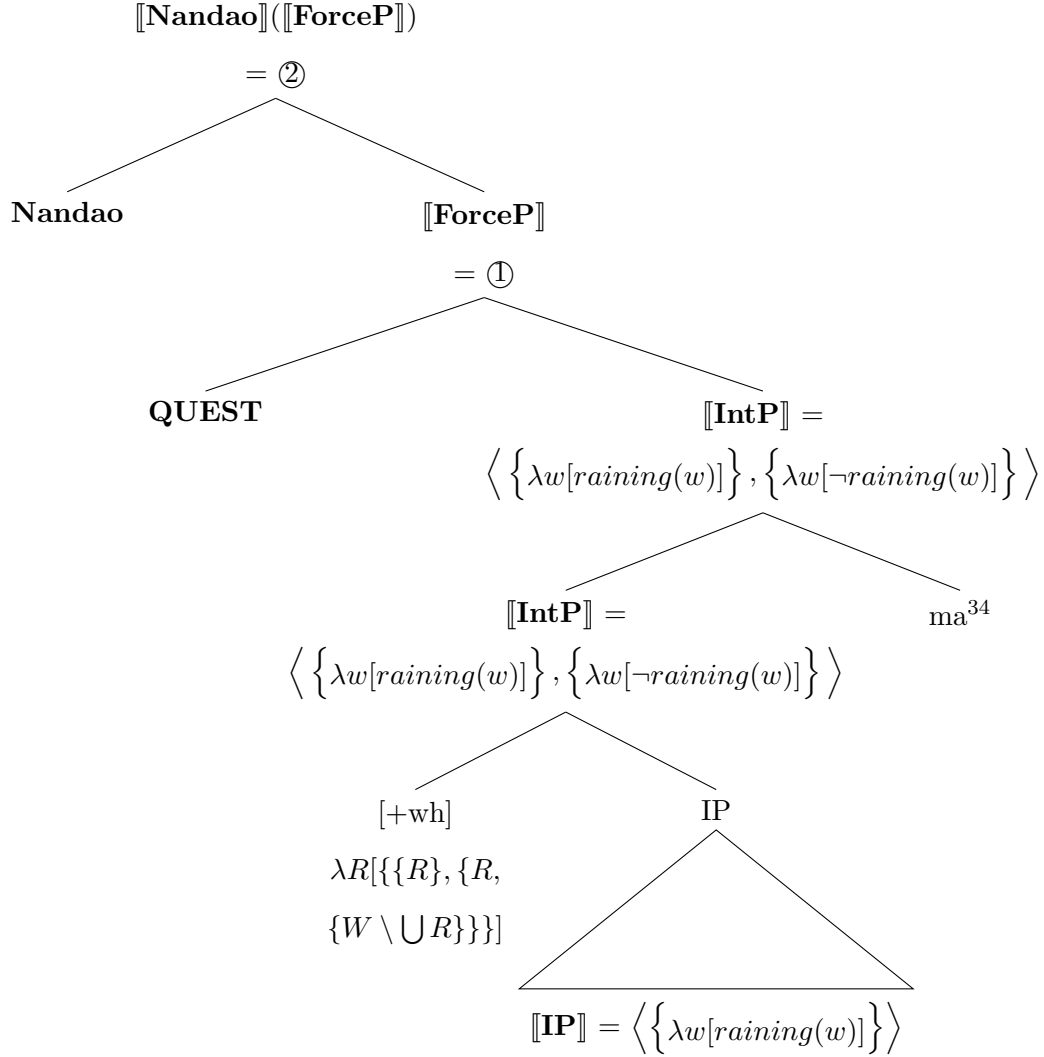 ⟦Nandao⟧(⟦ForceP⟧)
= ②
Nandao
⟦ForceP⟧
= ①
QUEST
⟦IntP⟧ =
⟨ {λw[raining(w)]} , {λw[¬raining(w)]} ⟩
⟦IntP⟧ =
ma³⁴
⟨ {λw[raining(w)]} , {λw[¬raining(w)]} ⟩
[+wh]
IP
λR[{{R}, {R,
{W \ ⋃ R}}}]
⟦IP⟧ = ⟨{λw[raining(w)]}⟩